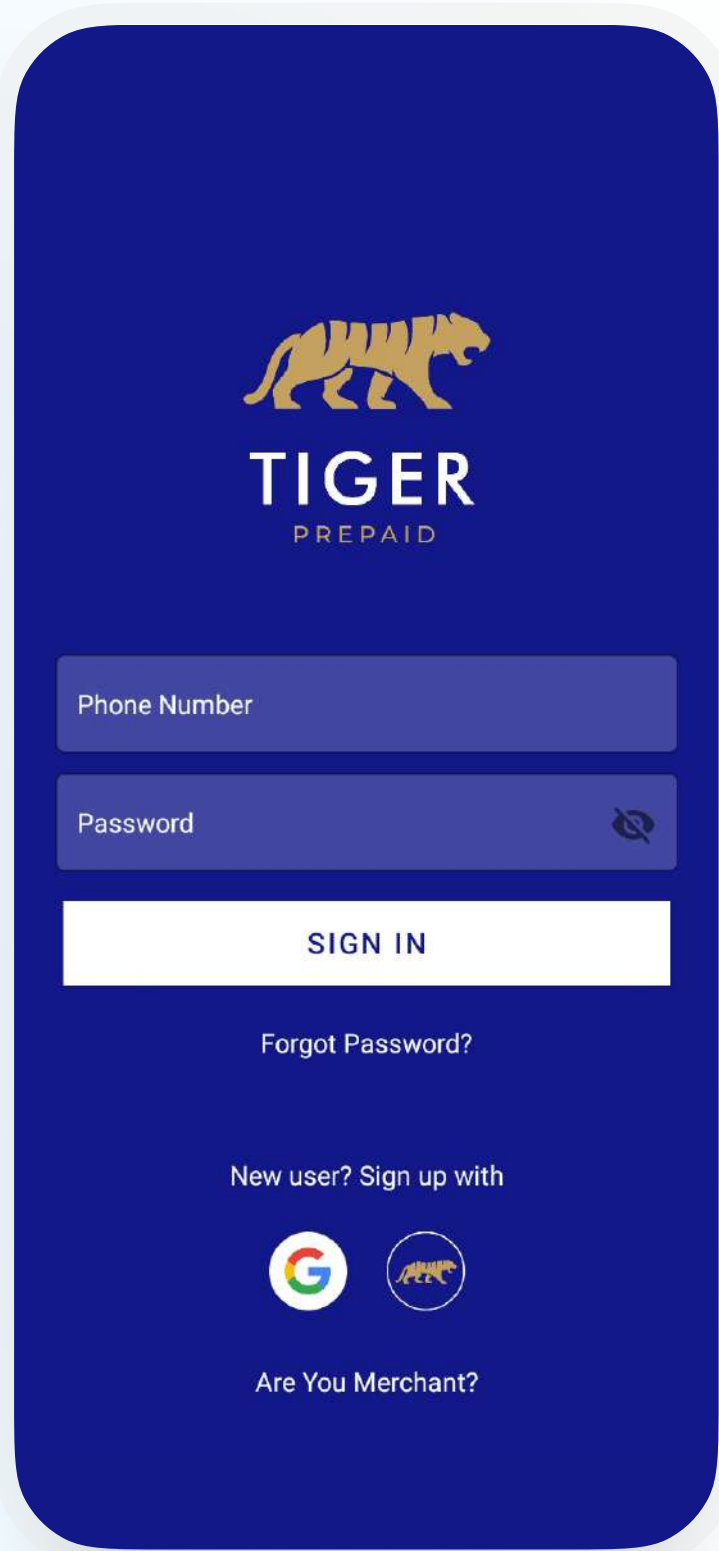 TIGER
PREPAID
Phone Number
Password
SIGN IN
Forgot Password?
New user? Sign up with
G
Are You Merchant?